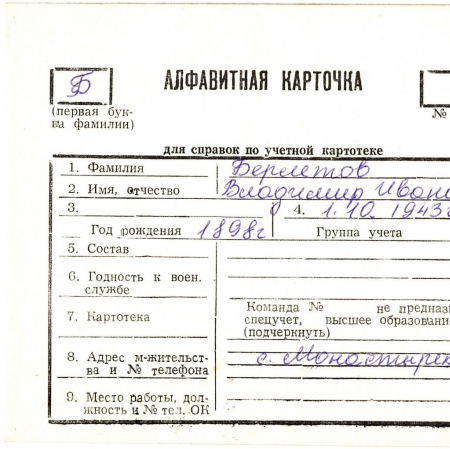 Б
АЛФАВИТНАЯ КАРТОЧКА
(первая бук-
ва фамилии)
№
для справок по учетной картотеке
1. Фамилия Берлетов
2. Имя, отчество Владимир Иван
3. 4. 1.10 1943
Год рождения 1898г Группа учета
5. Состав
6. Годность к воен.
службе
Команда № не предназ
7. Картотека спецучет, высшее образование
(подчеркнуть)
8. Адрес м-жительст-
ва и № телефона с. Монастырск
9. Место работы, дол-
жность и № тел. ОК